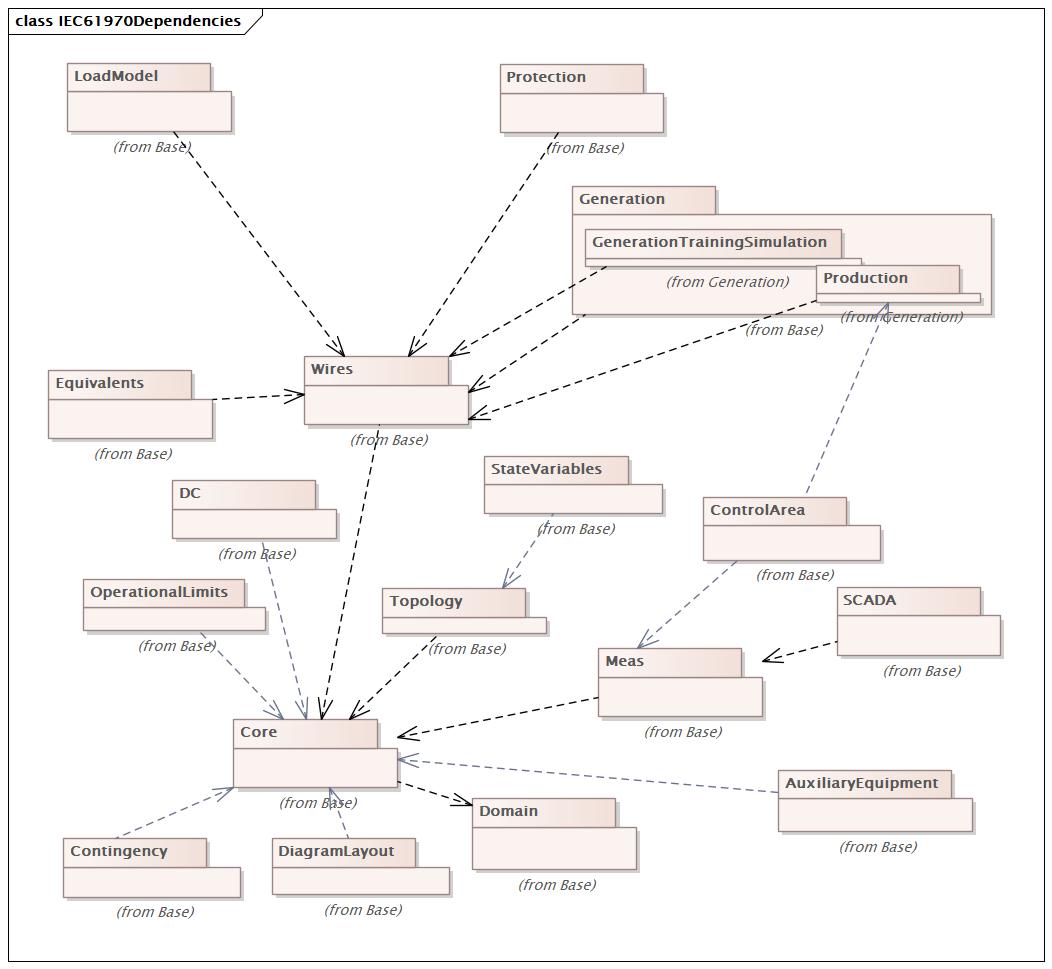 class IEC61970Dependencies
LoadModel
(from Base)
Protection
(from Base)
Generation
GenerationTrainingSimulation
(from Generation)
Production
(from Generation)
(from Base)
Wires
(from Base)
Equivalents
(from Base)
StateVariables
(from Base)
DC
(from Base)
ControlArea
(from Base)
OperationalLimits
(from Base)
Topology
(from Base)
SCADA
(from Base)
Meas
(from Base)
Core
(from Base)
AuxiliaryEquipment
(from Base)
Domain
(from Base)
Contingency
(from Base)
DiagramLayout
(from Base)